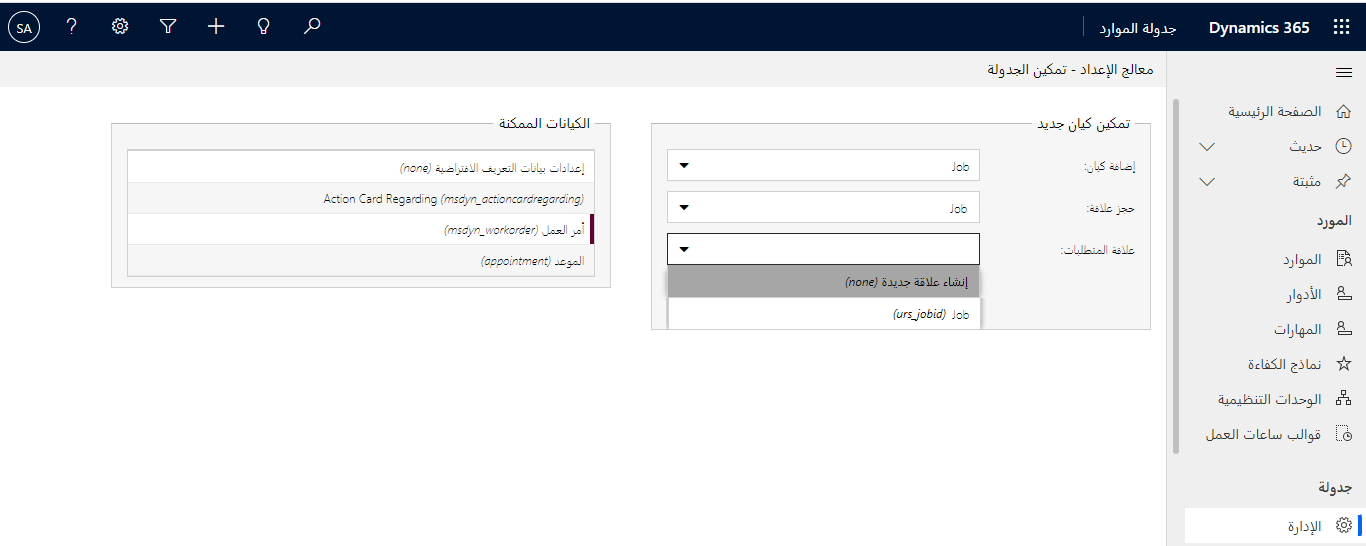 Dynamics 365
جدولة الموارد
?
SA
معالج الإعداد - تمكين الجدولة
الصفحة الرئيسية
حديث
مثبتة
المورد
الموارد
الأدوار
المهارات
نماذج الكفاءة
الوحدات التنظيمية
قوالب ساعات العمل
جدولة
الإدارة
تمكين كيان جديد
إضافة كيان:
Job
حجز علاقة:
Job
علاقة المتطلبات:
إنشاء علاقة جديدة (none)
Job (urs_jobid)
الكيانات الممكنة
إعدادات بيانات التعريف الافتراضية (none)
Action Card Regarding (msdyn_actioncardregarding)
أمر العمل (msdyn_workorder)
الموعد (appointment)